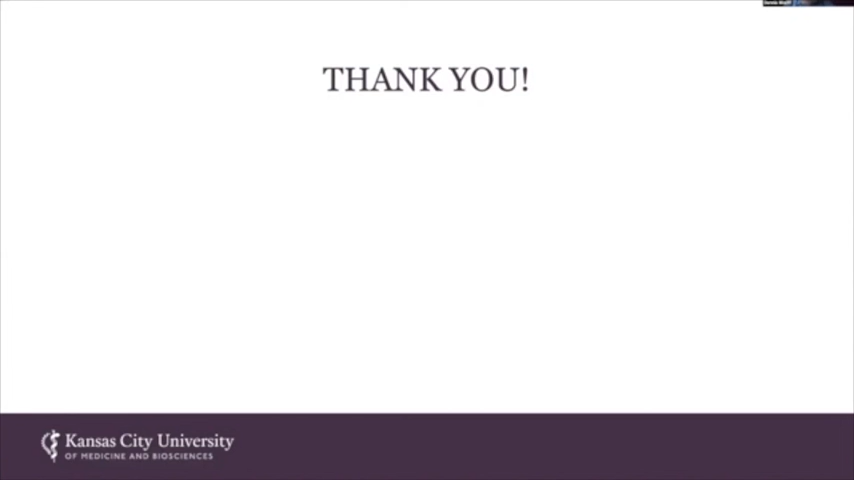 THANK YOU!
Kansas City University
OF MEDICINE AND BIOSCIENCES